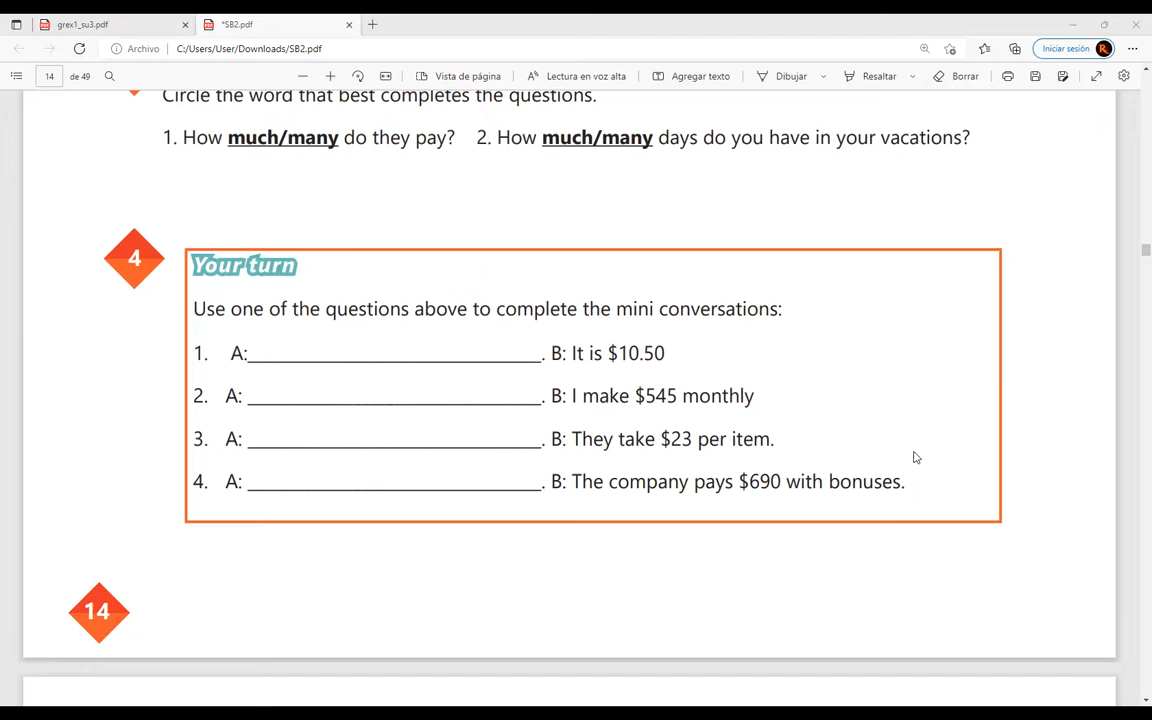 grex1_su3.pdf
*SB2.pdf
Archivo
C:/Users/User/Downloads/SB2.pdf
Iniciar sesión
R
14
de 49
Vista de página
Lectura en voz alta
Agregar texto
Dibujar
Resaltar
Borrar
Circle the word that best completes the questions.
1. How much/many do they pay? 2. How much/many days do you have in your vacations?
4
Your turn
Use one of the questions above to complete the mini conversations:
1. A:______________________________. B: It is $10.50
2. A: ______________________________. B: I make $545 monthly
3. A: ______________________________. B: They take $23 per item.
4. A: ______________________________. B: The company pays $690 with bonuses.
14